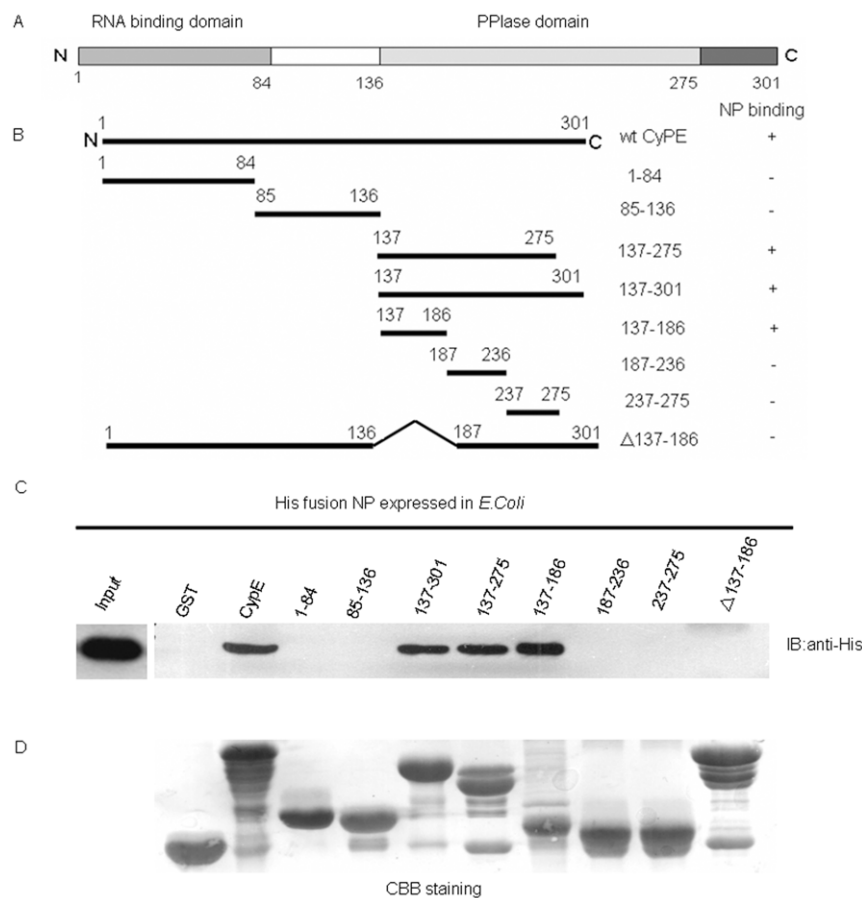 A
RNA binding domain PPlase domain
N C
1 84 136 275 301
NP binding
B
1 301
N C wt CyPE +
1 84
1-84 -
85 136
85-136 -
137 275
137-275 +
137 301
137-301 +
137 186
137-186 +
187 236
187-236 -
237 275
237-275 -
1 136 187 301
△137-186 -
C
His fusion NP expressed in E.Coli
Input GST CypE 1-84 85-136 137-301 137-275 137-186 187-236 237-275 △137-186
IB:anti-His
D
CBB staining